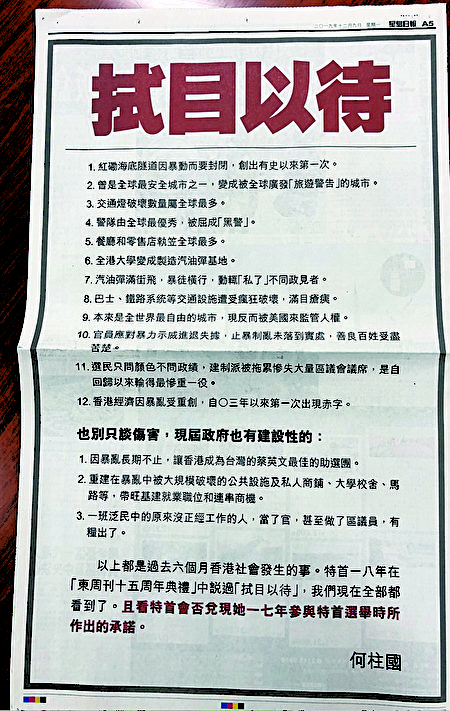 二〇一九年十二月九日 星期一 星島日報 A5
拭目以待
1. 紅磡海底隧道因暴動而要封閉，創出有史以來第一次。
2. 曾是全球最安全城市之一，變成被全球廣發「旅遊警告」的城市。
3. 交通燈破壞數量屬全球最多。
4. 警隊由全球最優秀，被屈成「黑警」。
5. 餐廳和零售店執笠全球最多。
6. 全港大學變成製造汽油彈基地。
7. 汽油彈滿街飛，暴徒橫行，動輒「私了」不同政見者。
8. 巴士、鐵路系統等交通設施遭受瘋狂破壞，滿目瘡痍。
9. 本來是全世界最自由的城市，現反而被美國來監管人權。
10. 官員應對暴力示威進退失據，止暴制亂未落到實處，善良百姓受盡
苦楚。
11. 選民只問顏色不問政績，建制派被拖累慘失大量區議會議席，是自
回歸以來輸得最慘重一役。
12. 香港經濟因暴亂受重創，自〇三年以來第一次出現赤字。
也別只談傷害，現屆政府也有建設性的：
1. 因暴亂長期不止，讓香港成為台灣的蔡英文最佳的助選團。
2. 重建在暴亂中被大規模破壞的公共設施及私人商鋪、大學校舍、馬
路等，帶旺基建就業職位和連串商機。
3. 一班泛民中的原來沒正經工作的人，當了官，甚至做了區議員，有
糧出了。
以上都是過去六個月香港社會發生的事。特首一八年在
「東周刊十五周年典禮」中説過「拭目以待」，我們現在全部都
看到了。且看特首會否兌現她一七年參與特首選舉時所
作出的承諾。
何柱國